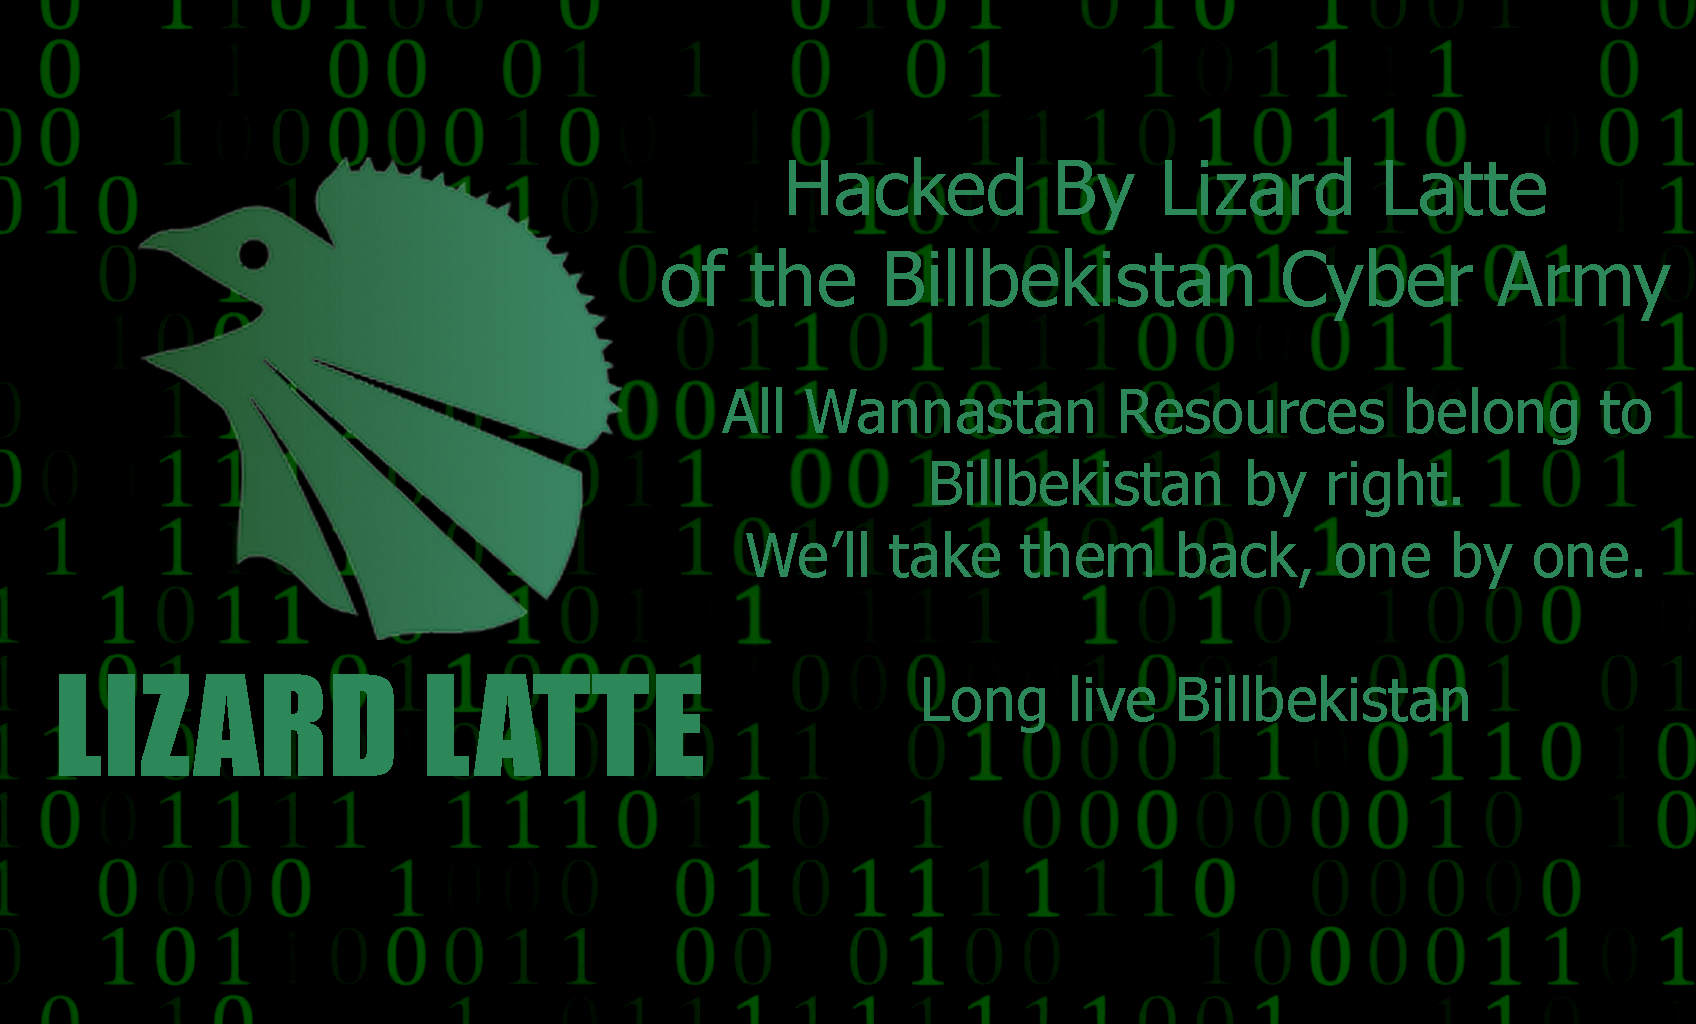 Hacked By Lizard Latte
of the Billbekistan Cyber Army
All Wannastan Resources belong to
Billbekistan by right.
We’ll take them back, one by one.
Long live Billbekistan
LIZARD LATTE